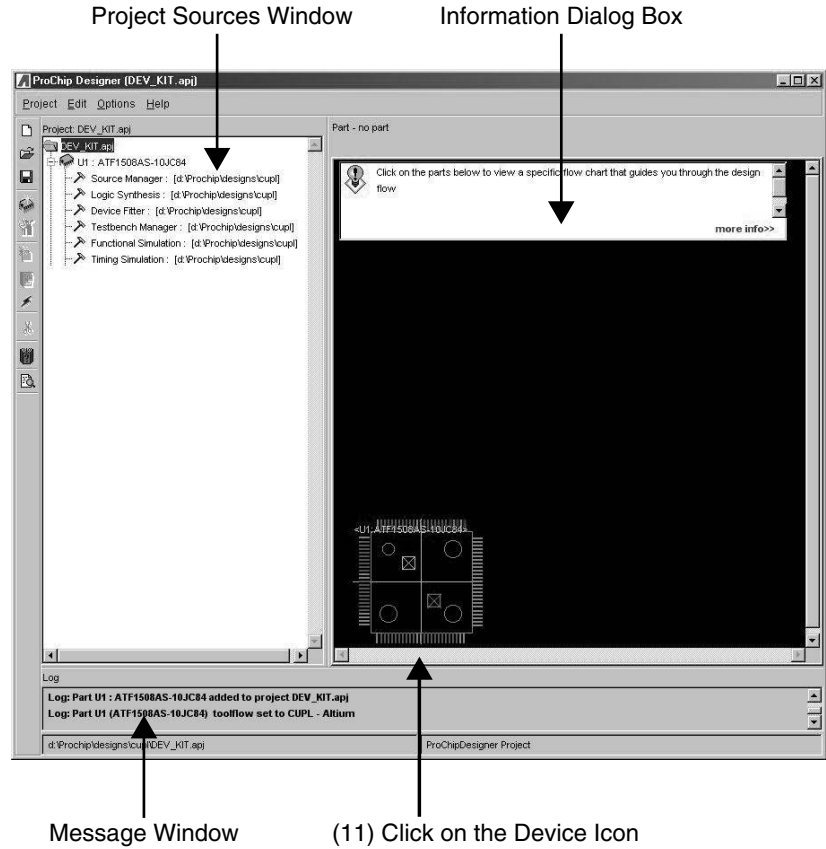 Project Sources Window
Information Dialog Box
ProChip Designer (DEV_KIT.apj)
Project Edit Options Help
Project: DEV_KIT.apj
Part - no part
DEV_KIT.apj
U1 : ATF1508AS-10JC84
Source Manager : [d:\Prochip\designs\cupl]
Logic Synthesis : [d:\Prochip\designs\cupl]
Device Fitter : [d:\Prochip\designs\cupl]
Testbench Manager : [d:\Prochip\designs\cupl]
Functional Simulation : [d:\Prochip\designs\cupl]
Timing Simulation : [d:\Prochip\designs\cupl]
Click on the parts below to view a specific flow chart that guides you through the design
flow
more info>>
<U1:ATF1508AS-10JC84>
Log
Log: Part U1 : ATF1508AS-10JC84 added to project DEV_KIT.apj
Log: Part U1 (ATF1508AS-10JC84) toolflow set to CUPL - Altium
d:\Prochip\designs\cupl\DEV_KIT.apj
ProChipDesigner Project
Message Window
(11) Click on the Device Icon